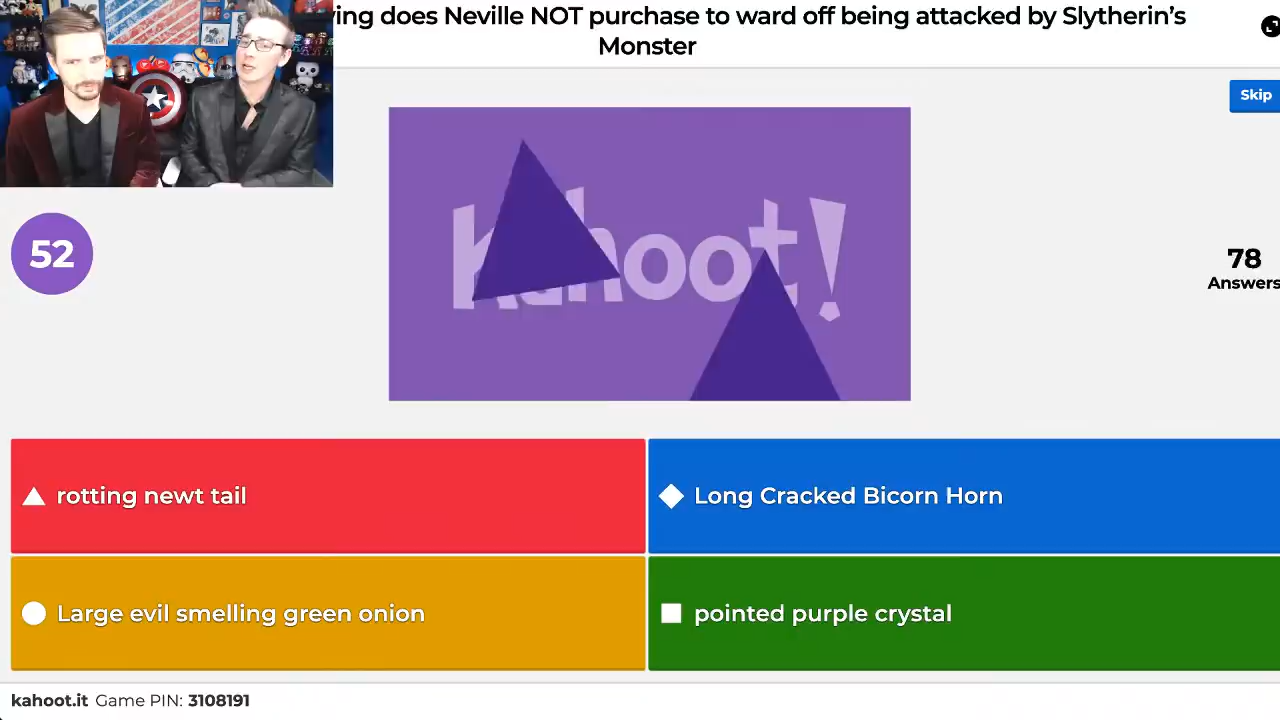 does Neville NOT purchase to ward off being attacked by Slytherin's
Monster
Skip
kahoot!
52
78
Answers
rotting newt tail
Long Cracked Bicorn Horn
Large evil smelling green onion
pointed purple crystal
kahoot.it Game PIN: 3108191